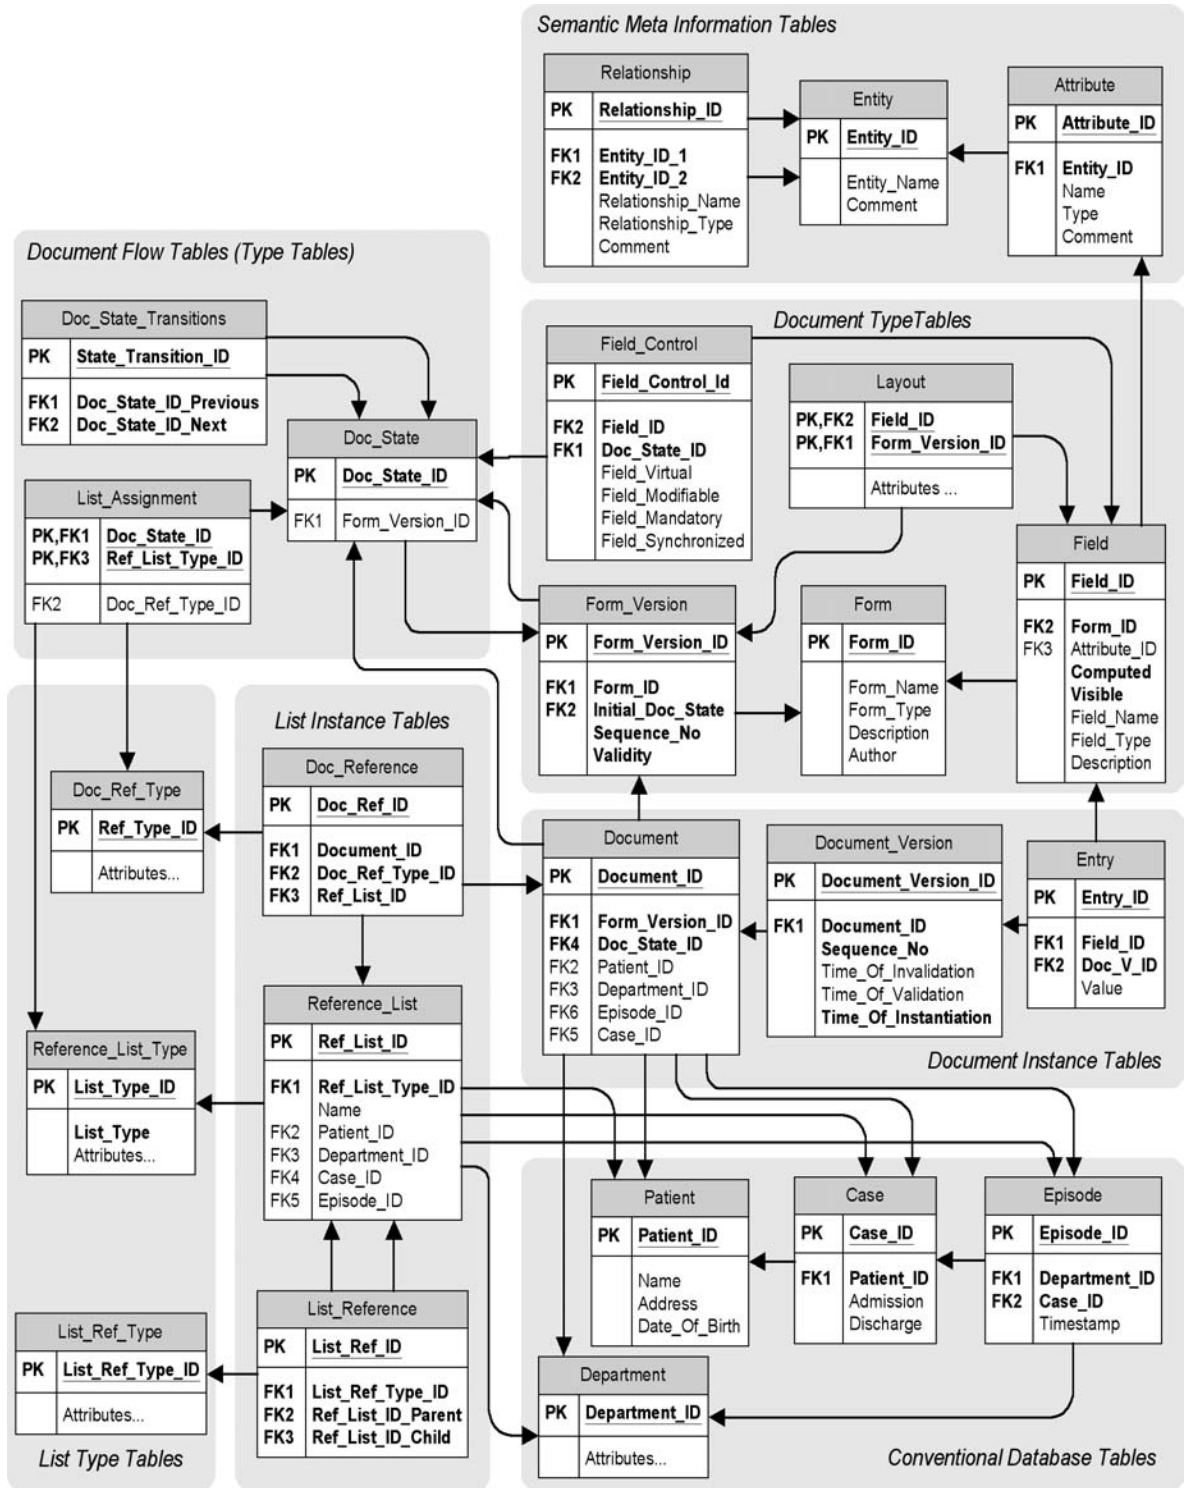 Semantic Meta Information Tables
Relationship
PK Relationship_ID
FK1 Entity_ID_1
FK2 Entity_ID_2
Relationship_Name
Relationship_Type
Comment
Entity
PK Entity_ID
Entity_Name
Comment
Attribute
PK Attribute_ID
FK1 Entity_ID
Name
Type
Comment
Document Flow Tables (Type Tables)
Doc_State_Transitions
PK State_Transition_ID
FK1 Doc_State_ID_Previous
FK2 Doc_State_ID_Next
Doc_State
PK Doc_State_ID
FK1 Form_Version_ID
List_Assignment
PK,FK1 Doc_State_ID
PK,FK3 Ref_List_Type_ID
FK2 Doc_Ref_Type_ID
Document TypeTables
Field_Control
PK Field_Control_Id
FK2 Field_ID
FK1 Doc_State_ID
Field_Virtual
Field_Modifiable
Field_Mandatory
Field_Synchronized
Layout
PK,FK2 Field_ID
PK,FK1 Form_Version_ID
Attributes ...
Field
PK Field_ID
FK2 Form_ID
FK3 Attribute_ID
Computed
Visible
Field_Name
Field_Type
Description
Form_Version
PK Form_Version_ID
FK1 Form_ID
FK2 Initial_Doc_State
Sequence_No
Validity
Form
PK Form_ID
Form_Name
Form_Type
Description
Author
List Instance Tables
Doc_Reference
PK Doc_Ref_ID
FK1 Document_ID
FK2 Doc_Ref_Type_ID
FK3 Ref_List_ID
Doc_Ref_Type
PK Ref_Type_ID
Attributes...
Document
PK Document_ID
FK1 Form_Version_ID
FK4 Doc_State_ID
FK2 Patient_ID
FK3 Department_ID
FK6 Episode_ID
FK5 Case_ID
Document_Version
PK Document_Version_ID
FK1 Document_ID
Sequence_No
Time_Of_Invalidation
Time_Of_Validation
Time_Of_Instantiation
Entry
PK Entry_ID
FK1 Field_ID
FK2 Doc_V_ID
Value
Document Instance Tables
Reference_List
PK Ref_List_ID
FK1 Ref_List_Type_ID
Name
FK2 Patient_ID
FK3 Department_ID
FK4 Case_ID
FK5 Episode_ID
Reference_List_Type
PK List_Type_ID
List_Type
Attributes...
Patient
PK Patient_ID
Name
Address
Date_Of_Birth
Case
PK Case_ID
FK1 Patient_ID
Admission
Discharge
Episode
PK Episode_ID
FK1 Department_ID
FK2 Case_ID
Timestamp
List_Reference
PK List_Ref_ID
FK1 List_Ref_Type_ID
FK2 Ref_List_ID_Parent
FK3 Ref_List_ID_Child
List_Ref_Type
PK List_Ref_Type_ID
Attributes...
Department
PK Department_ID
Attributes...
List Type Tables
Conventional Database Tables